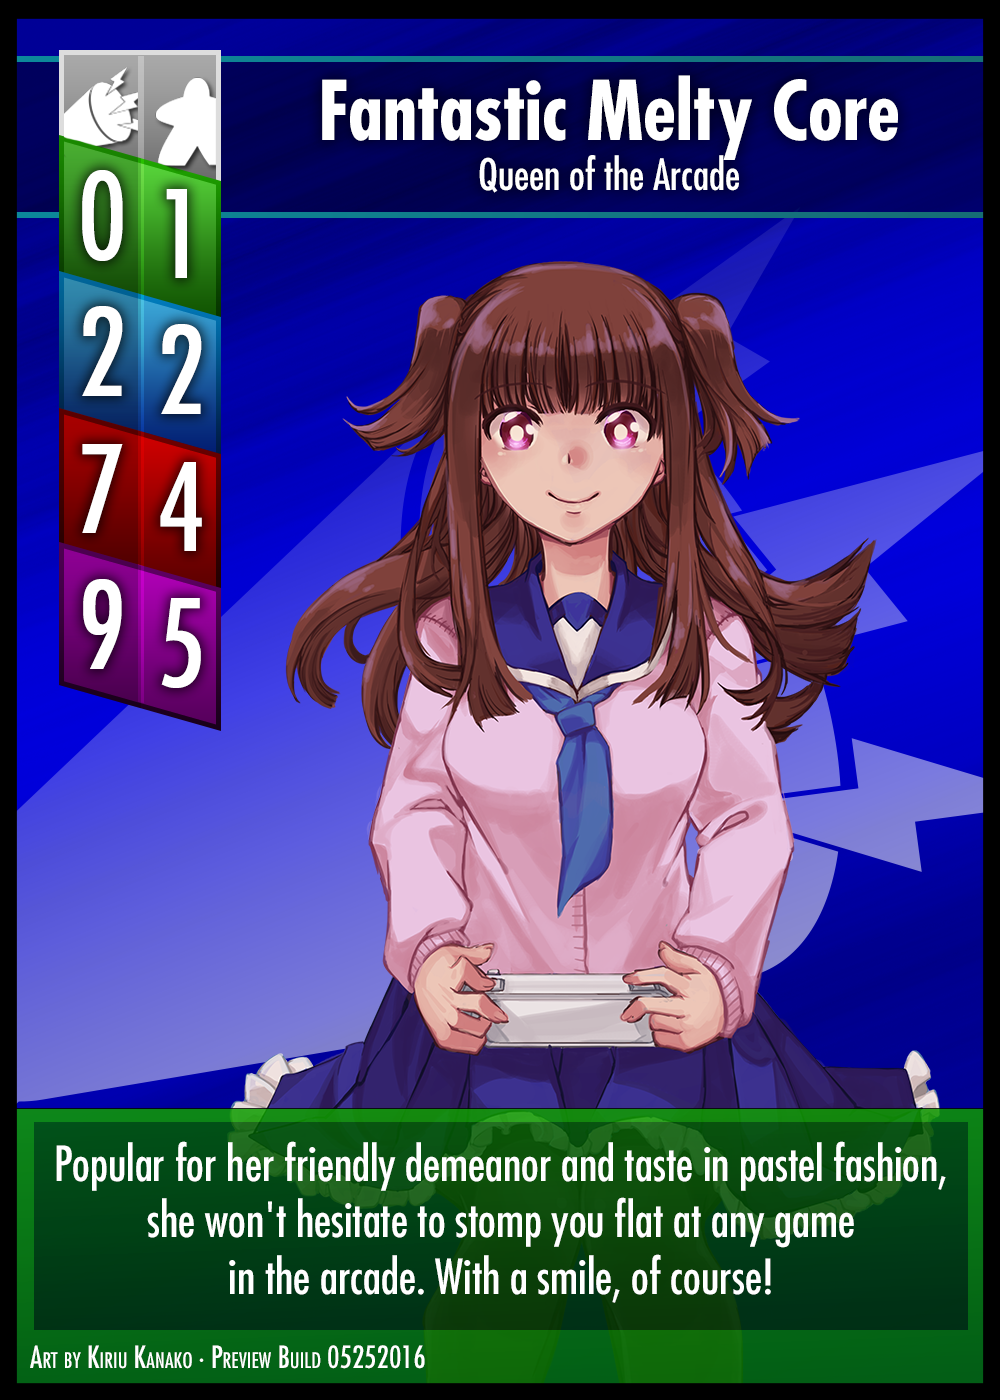 Fantastic Melty Core
Queen of the Arcade
0 1
2 2
7 4
9 5
Popular for her friendly demeanor and taste in pastel fashion,
she won't hesitate to stomp you flat at any game
in the arcade. With a smile, of course!
Art by Kiriu Kanako · Preview Build 05252016